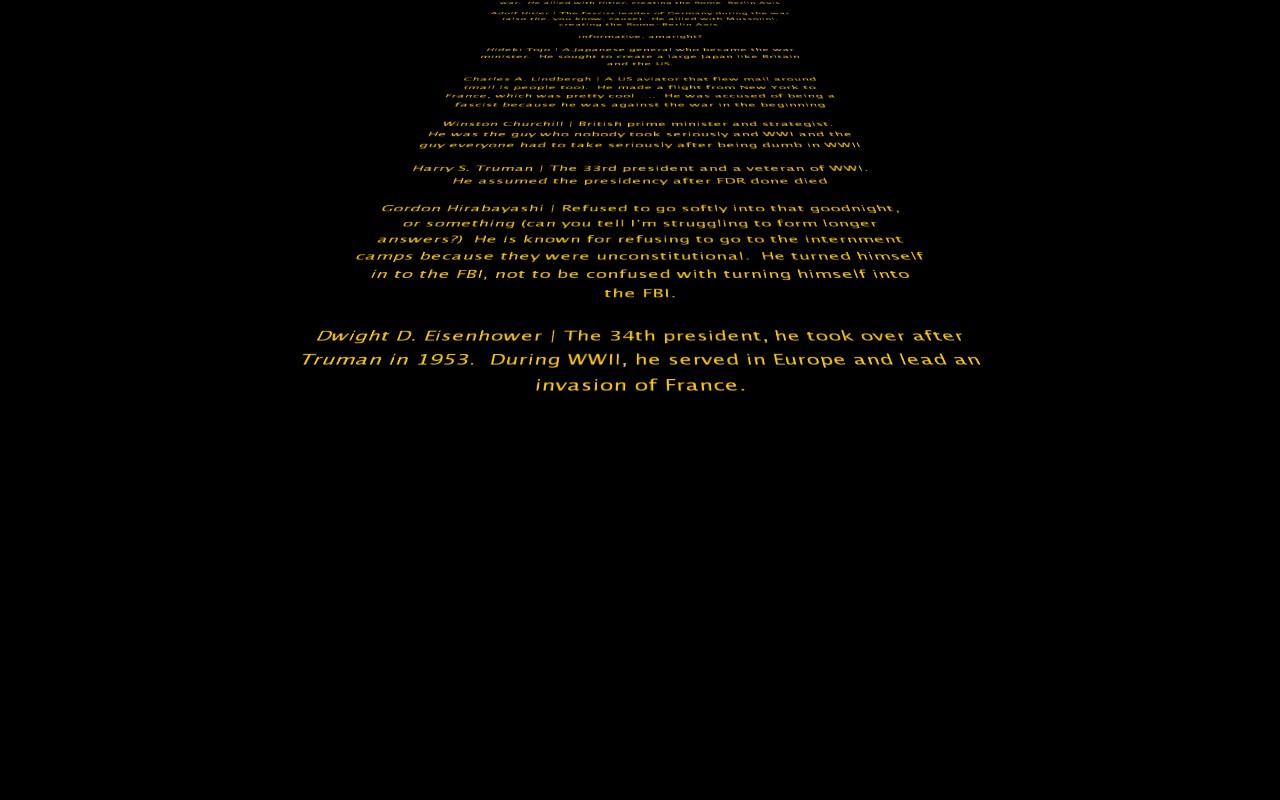 war. He allied with Hitler, creating the Rome-Berlin Axis
Adolf Hitler | The Fascist leader of Germany during the war
(also the, you know, cause). He allied with Mussolini,
creating the Rome-Berlin Axis
informative, amaright?
Hideki Tojo | A Japanese general who became the war
minister. He sought to create a large Japan like Britain
and the US.
Charles A. Lindbergh | A US aviator that flew mail around
(mail is people too). He made a flight from New York to
France, which was pretty cool .... He was accused of being a
fascist because he was against the war in the beginning
Winston Churchill | British prime minister and strategist.
He was the guy who nobody took seriously and WWI and the
guy everyone had to take seriously after being dumb in WWII
Harry S. Truman | The 33rd president and a veteran of WWI.
He assumed the presidency after FDR done died
Gordon Hirabayashi | Refused to go softly into that goodnight,
or something (can you tell I'm struggling to form longer
answers?) He is known for refusing to go to the internment
camps because they were unconstitutional. He turned himself
in to the FBI, not to be confused with turning himself into
the FBI.
Dwight D. Eisenhower | The 34th president, he took over after
Truman in 1953. During WWII, he served in Europe and lead an
invasion of France.